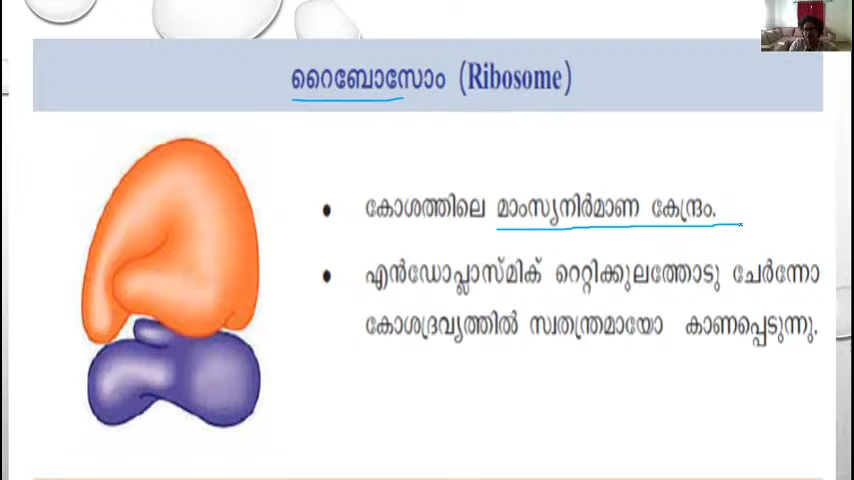 റൈബോസോം (Ribosome)
• കോശത്തിലെ മാംസ്യനിർമാണ കേന്ദ്രം.
• എൻഡോപ്ലാസ്മിക് റെറ്റിക്കുലത്തോടു ചേർന്നോ
കോശദ്രവ്യത്തിൽ സ്വതന്ത്രമായോ കാണപ്പെടുന്നു.